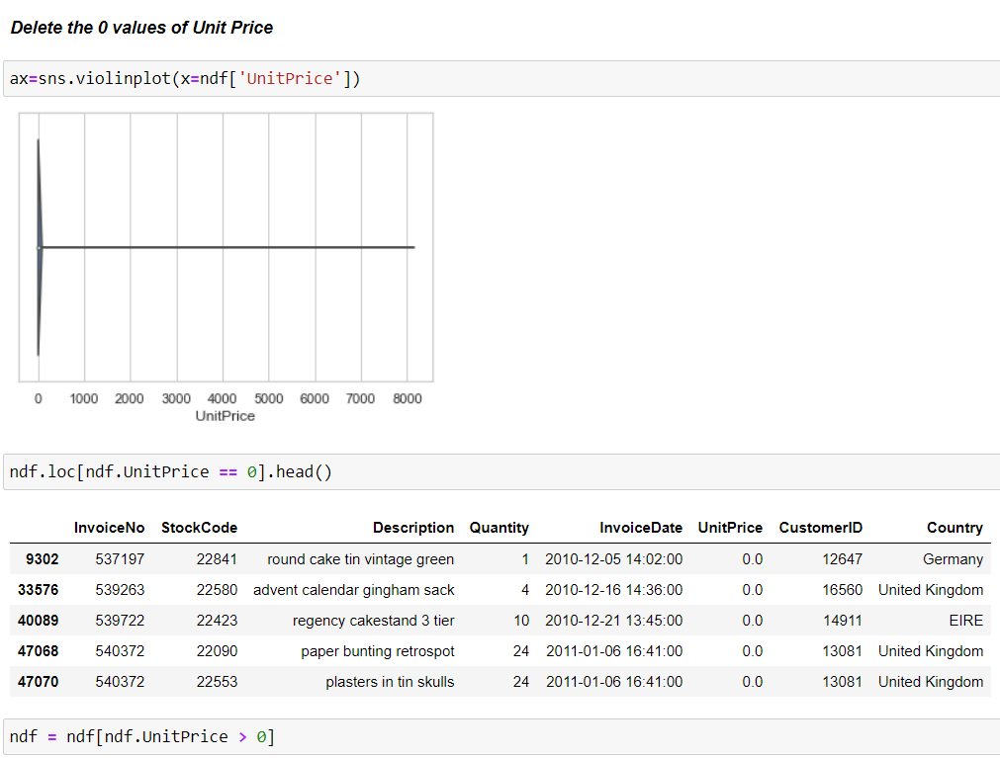 Delete the 0 values of Unit Price
ax=sns.violinplot(x=ndf['UnitPrice'])
0 1000 2000 3000 4000 5000 6000 7000 8000
UnitPrice
ndf.loc[ndf.UnitPrice == 0].head()
InvoiceNo StockCode Description Quantity InvoiceDate UnitPrice CustomerID Country
9302 537197 22841 round cake tin vintage green 1 2010-12-05 14:02:00 0.0 12647 Germany
33576 539263 22580 advent calendar gingham sack 4 2010-12-16 14:36:00 0.0 16560 United Kingdom
40089 539722 22423 regency cakestand 3 tier 10 2010-12-21 13:45:00 0.0 14911 EIRE
47068 540372 22090 paper bunting retrospot 24 2011-01-06 16:41:00 0.0 13081 United Kingdom
47070 540372 22553 plasters in tin skulls 24 2011-01-06 16:41:00 0.0 13081 United Kingdom
ndf = ndf[ndf.UnitPrice > 0]